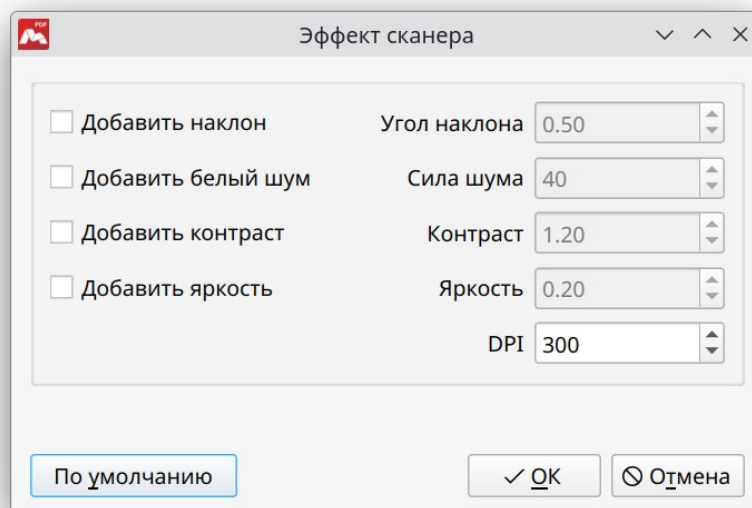 PDF
Эффект сканера
Добавить наклон Угол наклона 0.50
Добавить белый шум Сила шума 40
Добавить контраст Контраст 1.20
Добавить яркость Яркость 0.20
DPI 300
По умолчанию OK Отмена